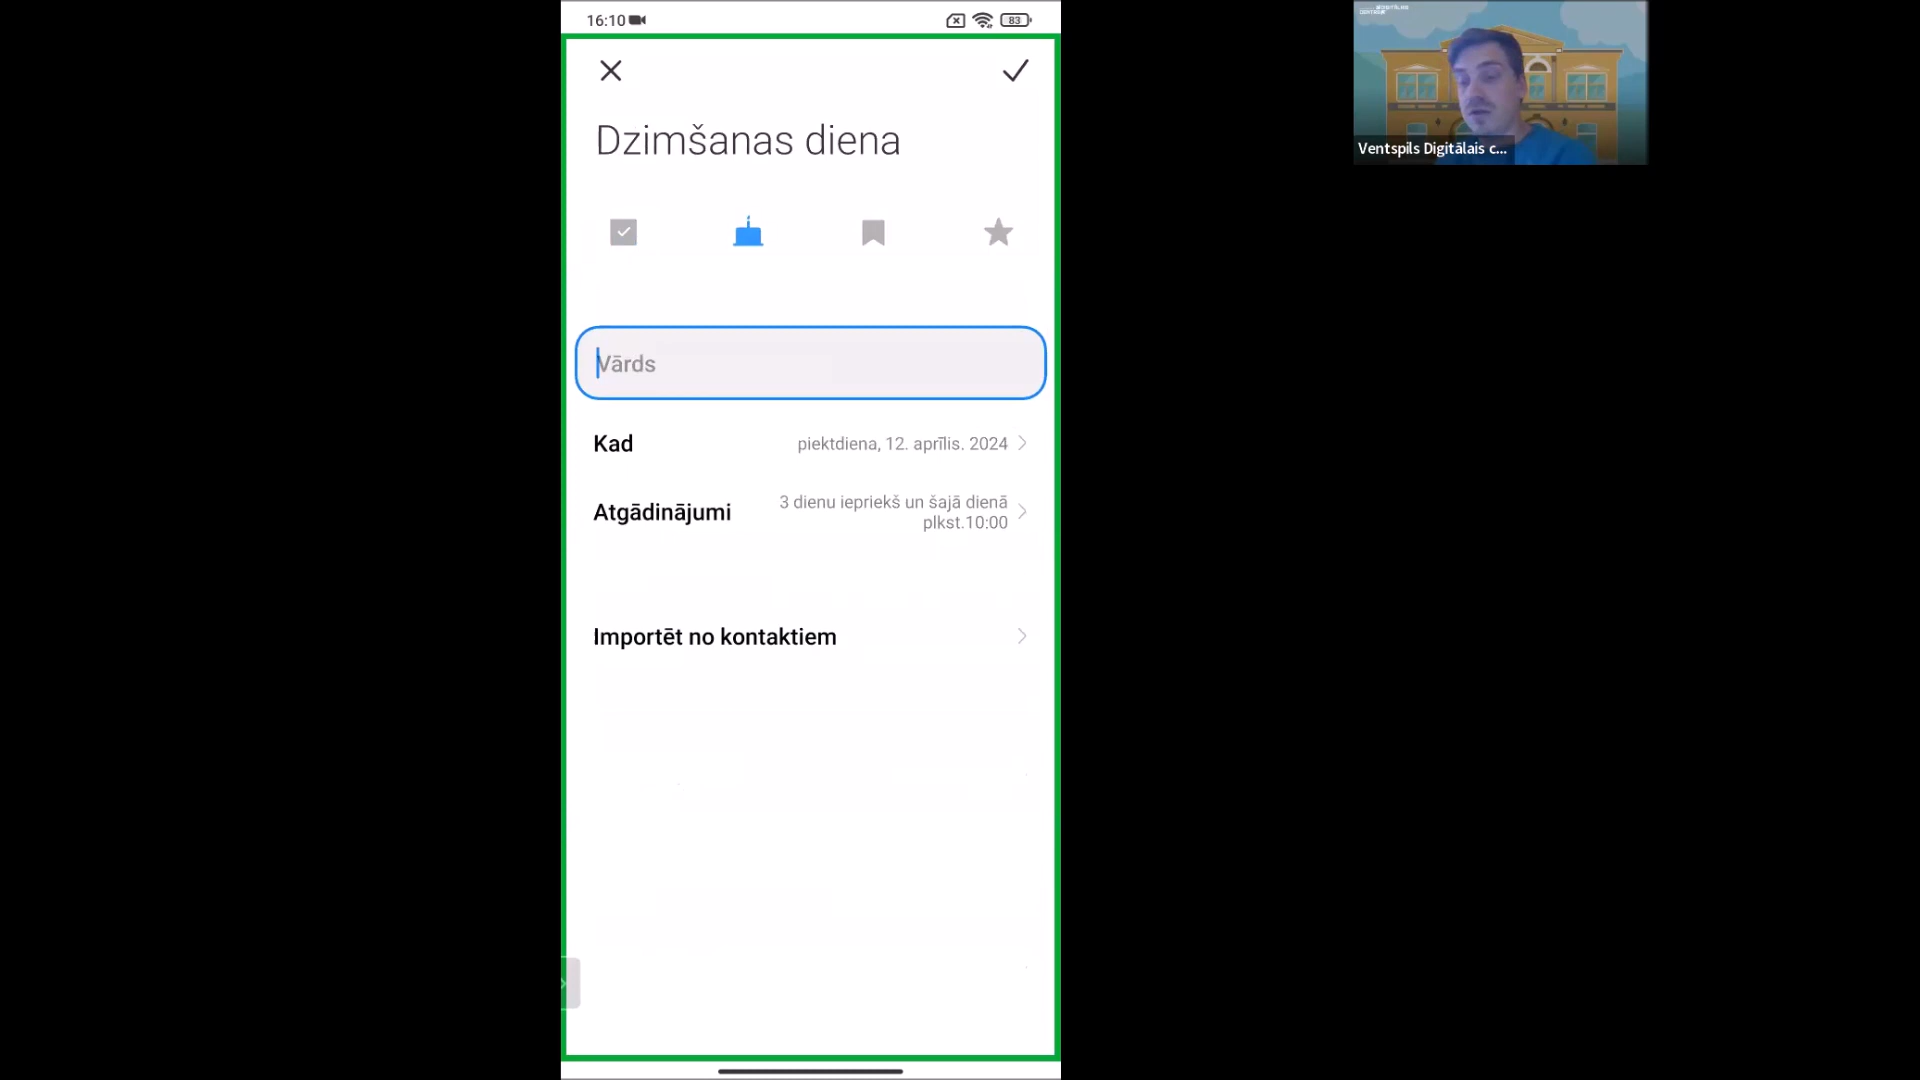 16:10
83
Dzimšanas diena
Vārds
Kad
piektdiena, 12. aprīlis. 2024
Atgādinājumi
3 dienu iepriekš un šajā dienā
plkst.10:00
Importēt no kontaktiem
Ventspils Digitālais c...